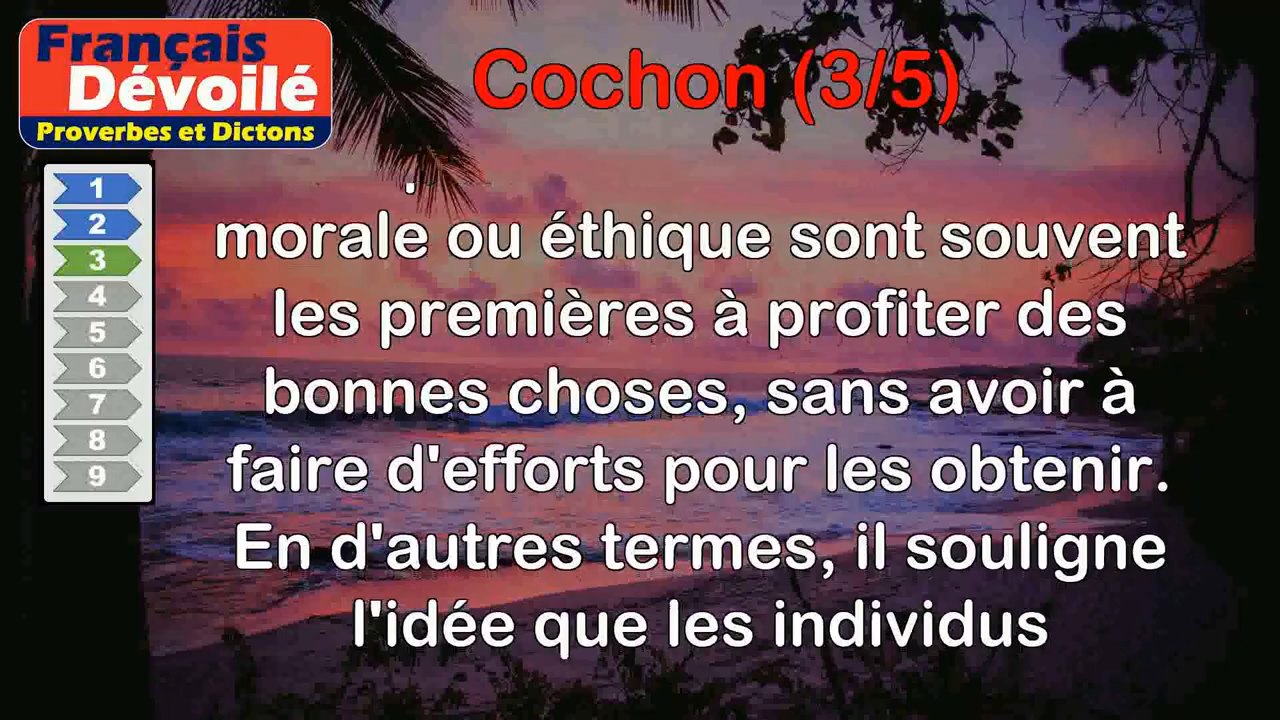 Français
Dévoilé
Proverbes et Dictons
Cochon (3/5)
1
2
3
4
5
6
7
8
9
morale ou éthique sont souvent
les premières à profiter des
bonnes choses, sans avoir à
faire d'efforts pour les obtenir.
En d'autres termes, il souligne
l'idée que les individus